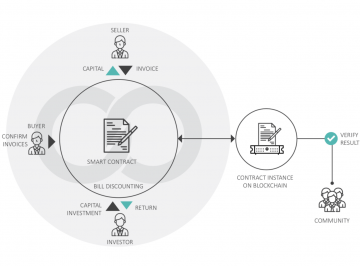 SELLER
CAPITAL
INVOICE
BUYER
CONFIRM
INVOICES
SMART CONTRACT
BILL DISCOUNTING
CAPITAL
INVESTMENT
RETURN
INVESTOR
CONTRACT INSTANCE
ON BLOCKCHAIN
VERIFY
RESULT
COMMUNITY